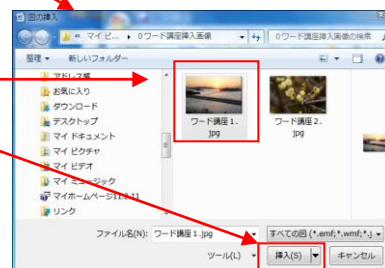 図の挿入
« マイ ピ... ▸ 0ワード講座挿入画像
0ワード講座挿入画像の検索
整理 ▾ 新しいフォルダー
アドレス帳
お気に入り
ダウンロード
デスクトップ
マイ ドキュメント
マイ ピクチャ
マイ ビデオ
マイ ミュージック
マイホームページ11.2.11
リンク
ワード講座1.jpg
ワード講座2.jpg
ファイル名(N): ワード講座1.jpg
すべての図 (*.emf;*.wmf;*.j
ツール(L) 挿入(S) キャンセル